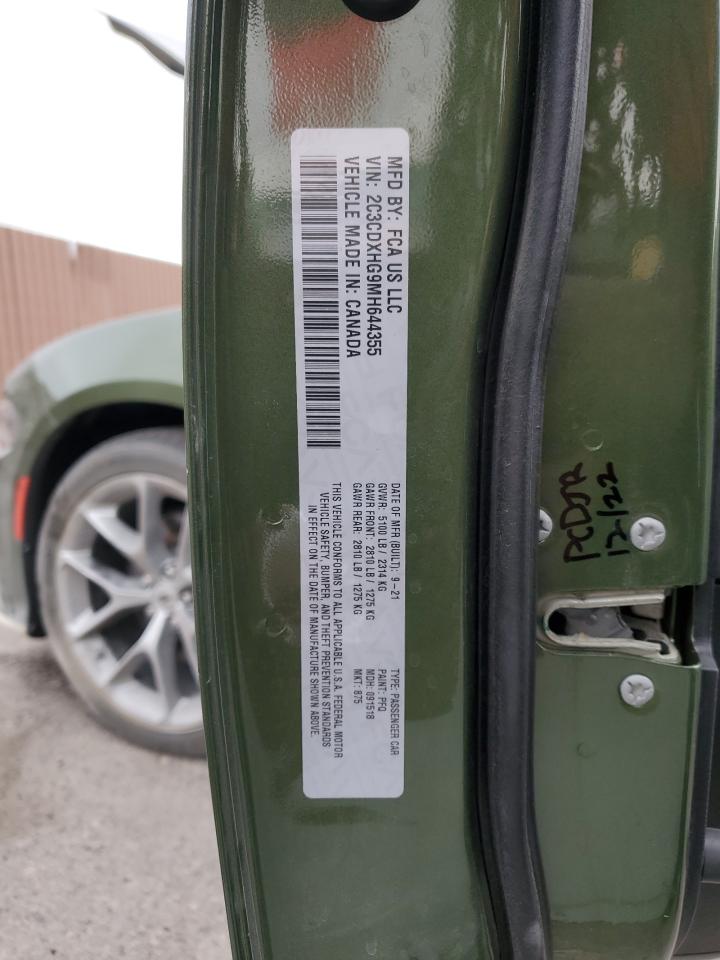 MFD BY: FCA US LLC
VIN: 2C3CDXHG9MH644355
VEHICLE MADE IN: CANADA
DATE OF MFR (BUILT): 9-21
GVWR: 5100 LB / 2314 KG
GAWR FRONT: 2810 LB / 1275 KG
GAWR REAR: 2810 LB / 1275 KG
TYPE: PASSENGER CAR
PAINT: PFQ
MDH: 091518
MKT: 875
THIS VEHICLE CONFORMS TO ALL APPLICABLE U.S.A. FEDERAL MOTOR
VEHICLE SAFETY, BUMPER, AND THEFT PREVENTION STANDARDS
IN EFFECT ON THE DATE OF MANUFACTURE SHOWN ABOVE.
12/22